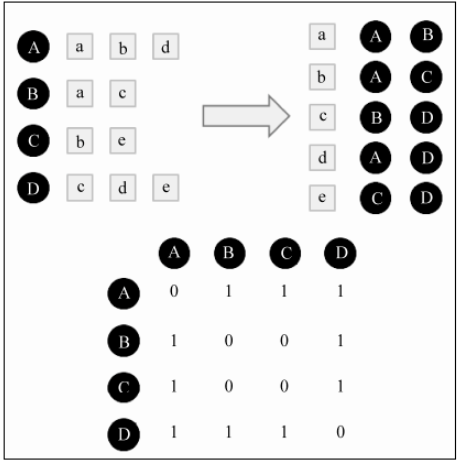 A a b d
B a c
C b e
D c d e
a A B
b A C
c B D
d A D
e C D
A B C D
A 0 1 1 1
B 1 0 0 1
C 1 0 0 1
D 1 1 1 0